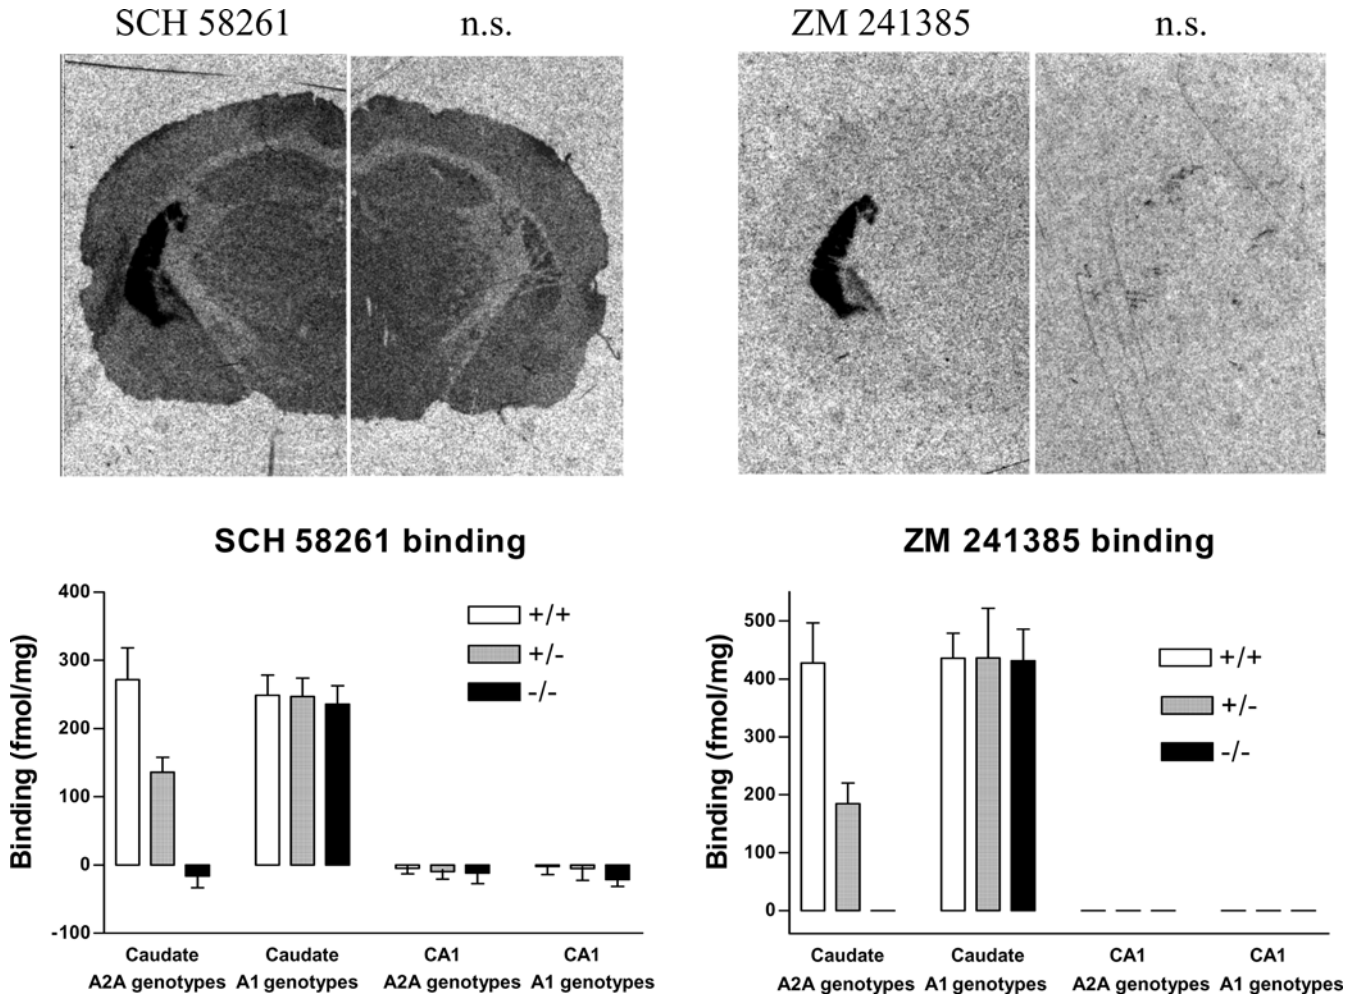 SCH 58261 n.s. ZM 241385 n.s.
SCH 58261 binding
400
300
200
100
0
-100
Binding (fmol/mg)
+/+
+/-
-/-
Caudate Caudate CA1 CA1
A2A genotypes A1 genotypes A2A genotypes A1 genotypes
ZM 241385 binding
500
400
300
200
100
0
Binding (fmol/mg)
+/+
+/-
-/-
Caudate Caudate CA1 CA1
A2A genotypes A1 genotypes A2A genotypes A1 genotypes